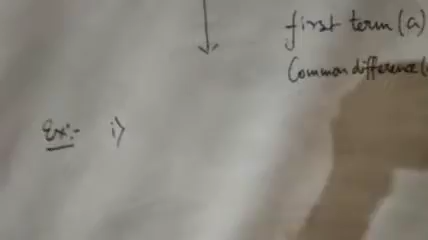 first term (a)
Common difference (
Ex:- i)